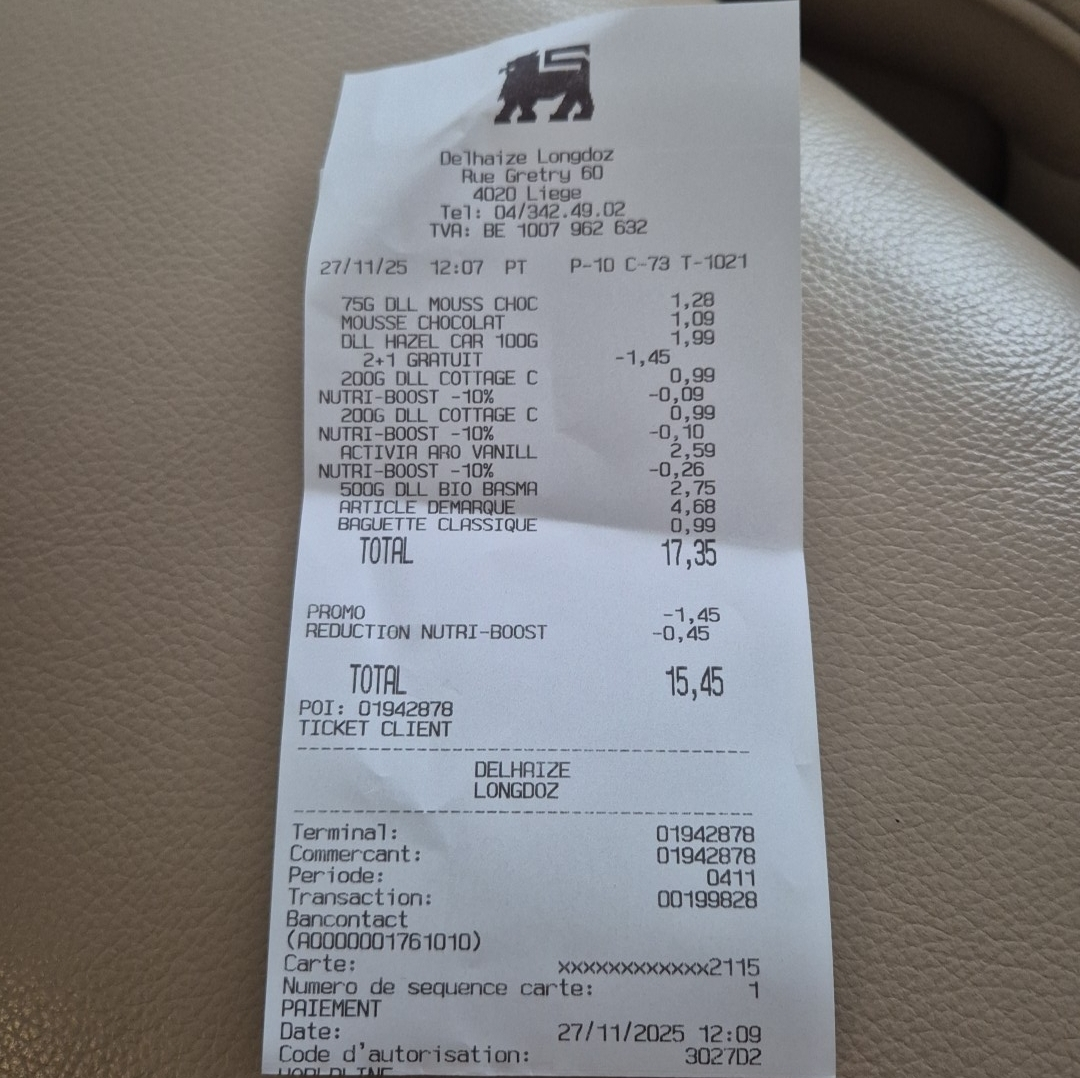 Delhaize Longdoz
Rue Gretry 60
4020 Liege
Tel: 04/342.49.02
TVA: BE 1007 962 632
27/11/25 12:07 PT P-10 C-73 T-1021
75G DLL MOUSS CHOC 1,28
MOUSSE CHOCOLAT 1,09
DLL HAZEL CAR 100G 1,99
2+1 GRATUIT -1,45
200G DLL COTTAGE C 0,99
NUTRI-BOOST -10% -0,09
200G DLL COTTAGE C 0,99
NUTRI-BOOST -10% -0,10
ACTIVIA ARO VANILL 2,59
NUTRI-BOOST -10% -0,26
500G DLL BIO BASMA 2,75
ARTICLE DEMARQUE 4,68
BAGUETTE CLASSIQUE 0,99
TOTAL 17,35
PROMO -1,45
REDUCTION NUTRI-BOOST -0,45
TOTAL 15,45
POI: 01942878
TICKET CLIENT
DELHAIZE
LONGDOZ
Terminal: 01942878
Commercant: 01942878
Periode: 0411
Transaction: 00199828
Bancontact
(A0000001761010)
Carte: xxxxxxxxxxxx2115
Numero de sequence carte: 1
PAIEMENT
Date: 27/11/2025 12:09
Code d'autorisation: 3027D2
WORLDLINE